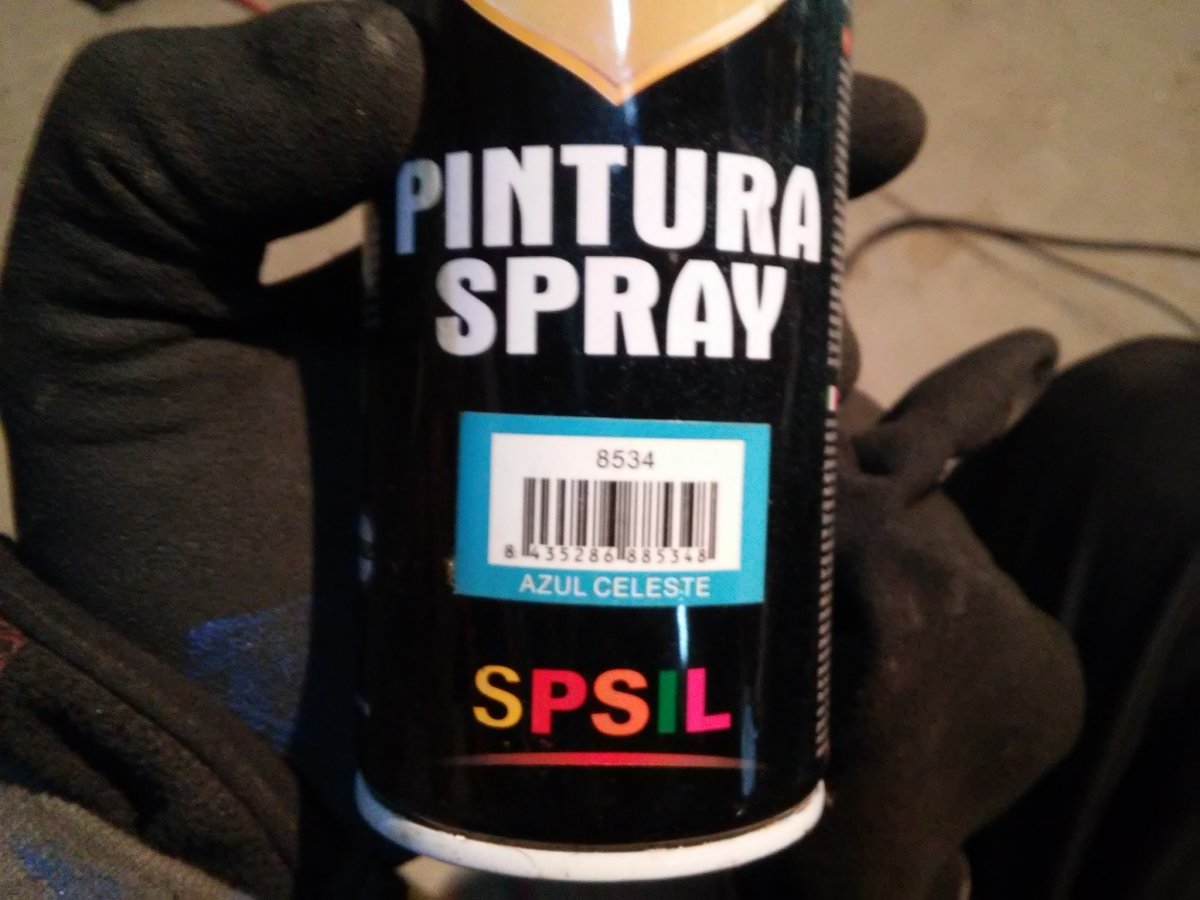 PINTURA
SPRAY
8534
8 435286 885348
AZUL CELESTE
SPSIL